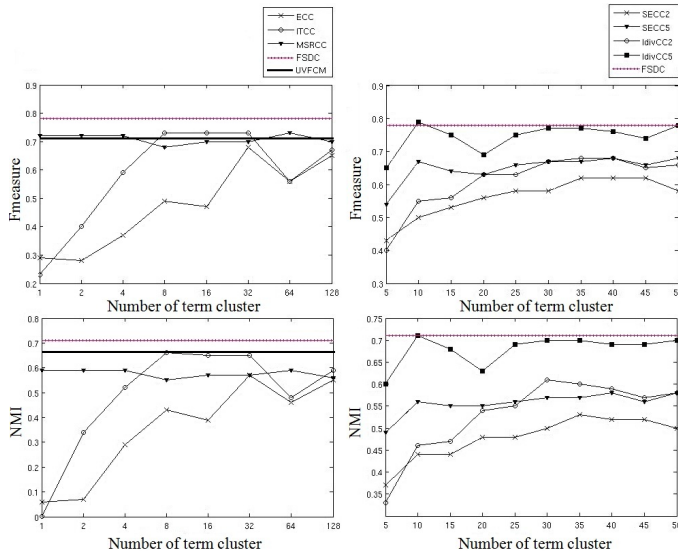 ECC
ITCC
MSRCC
FSDC
UVFCM
SECC2
SECC5
IdivCC2
IdivCC5
FSDC
0.9
0.8
0.7
0.6
0.5
0.4
0.3
0.2
Fmeasure
1 2 4 8 16 32 64 128
Number of term cluster
0.9
0.8
0.7
0.6
0.5
0.4
0.3
Fmeasure
5 10 15 20 25 30 35 40 45 50
Number of term cluster
0.8
0.7
0.6
0.5
0.4
0.3
0.2
0.1
0
NMI
1 2 4 8 16 32 64 128
Number of term cluster
0.75
0.7
0.65
0.6
0.55
0.5
0.45
0.4
0.35
NMI
5 10 15 20 25 30 35 40 45 50
Number of term cluster